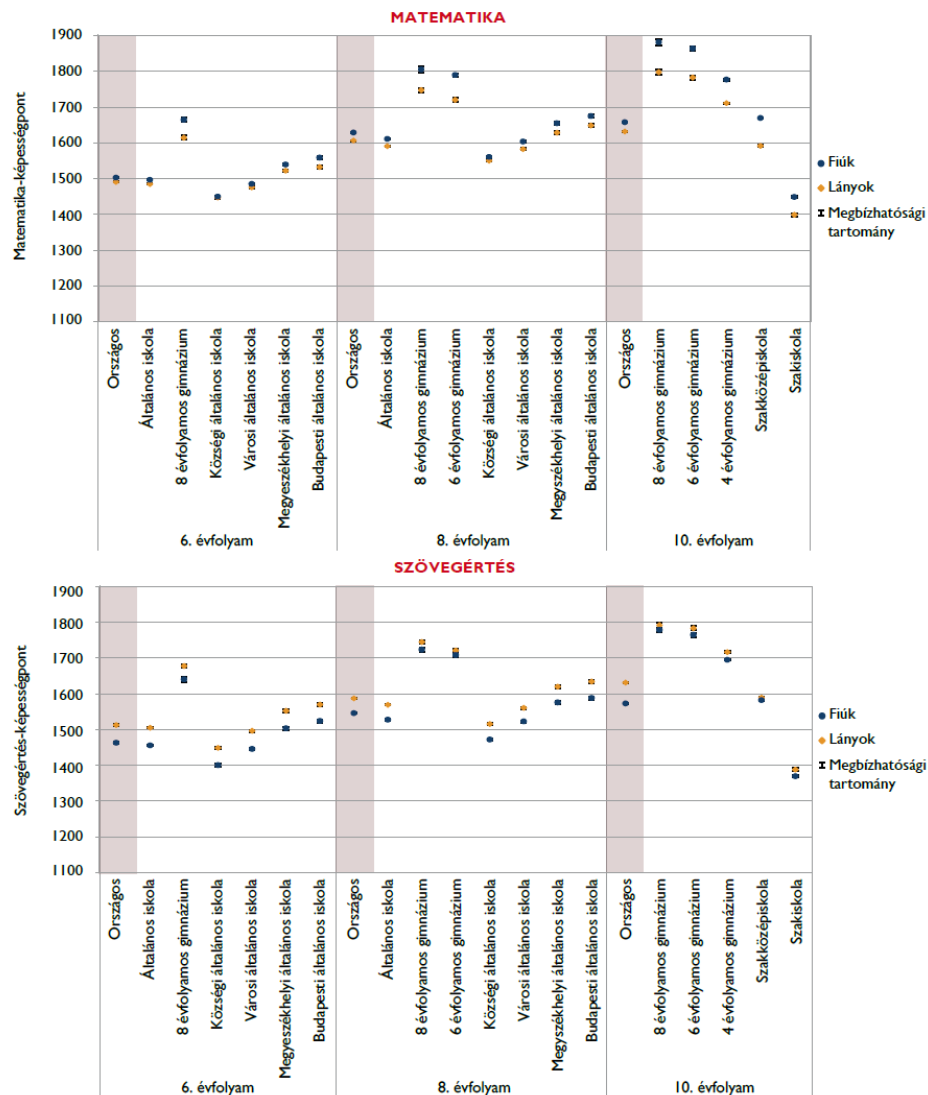 MATEMATIKA
Matematika-képességpont
1900
1800
1700
1600
1500
1400
1300
1200
1100
Országos
Általános iskola
8 évfolyamos gimnázium
Községi általános iskola
Városi általános iskola
Megyeszékhelyi általános iskola
Budapesti általános iskola
Országos
Általános iskola
8 évfolyamos gimnázium
6 évfolyamos gimnázium
Községi általános iskola
Városi általános iskola
Megyszékhelyi általános iskola
Budapesti általános iskola
Országos
8 évfolyamos gimnázium
6 évfolyamos gimnázium
4 évfolyamos gimnázium
Szakközépiskola
Szakiskola
6. évfolyam
8. évfolyam
10. évfolyam
Fiúk
Lányok
Megbízhatósági
tartomány
SZÖVEGÉRTÉS
Szövegértés-képességpont
1900
1800
1700
1600
1500
1400
1300
1200
1100
Országos
Általános iskola
8 évfolyamos gimnázium
Községi általános iskola
Városi általános iskola
Megyeszékhelyi általános iskola
Budapesti általános iskola
Országos
Általános iskola
8 évfolyamos gimnázium
6 évfolyamos gimnázium
Községi általános iskola
Városi általános iskola
Megyszékhelyi általános iskola
Budapesti általános iskola
Országos
8 évfolyamos gimnázium
6 évfolyamos gimnázium
4 évfolyamos gimnázium
Szakközépiskola
Szakiskola
6. évfolyam
8. évfolyam
10. évfolyam
Fiúk
Lányok
Megbízhatósági
tartomány